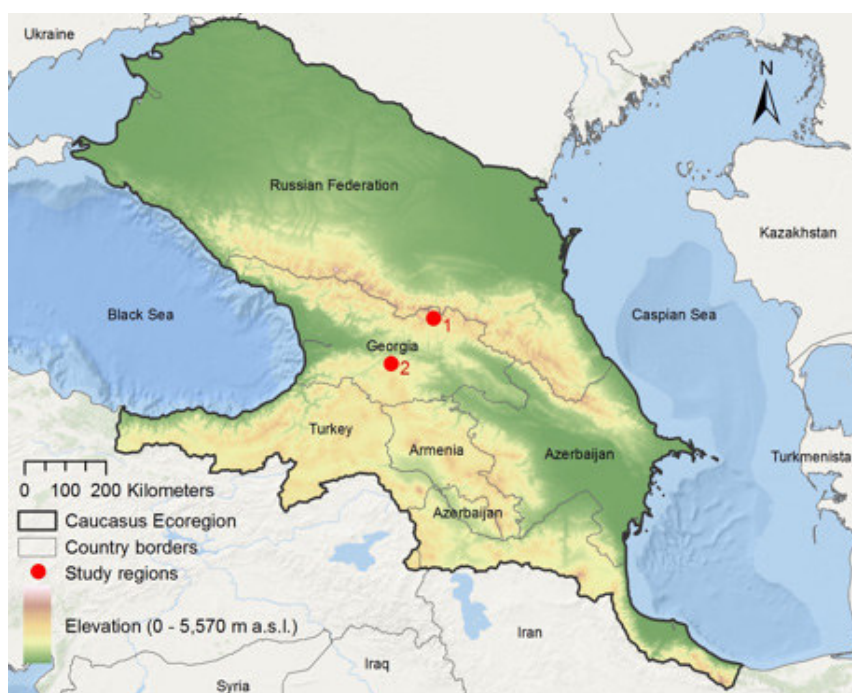 Ukraine
N
Russian Federation
Kazakhstan
Black Sea
Caspian Sea
1
Georgia
2
Turkey
Armenia
Azerbaijan
Turkmenista
0 100 200 Kilometers
Azerbaijan
Caucasus Ecoregion
Country borders
Study regions
Elevation (0 - 5,570 m a.s.l.)
Iran
Iraq
Syria